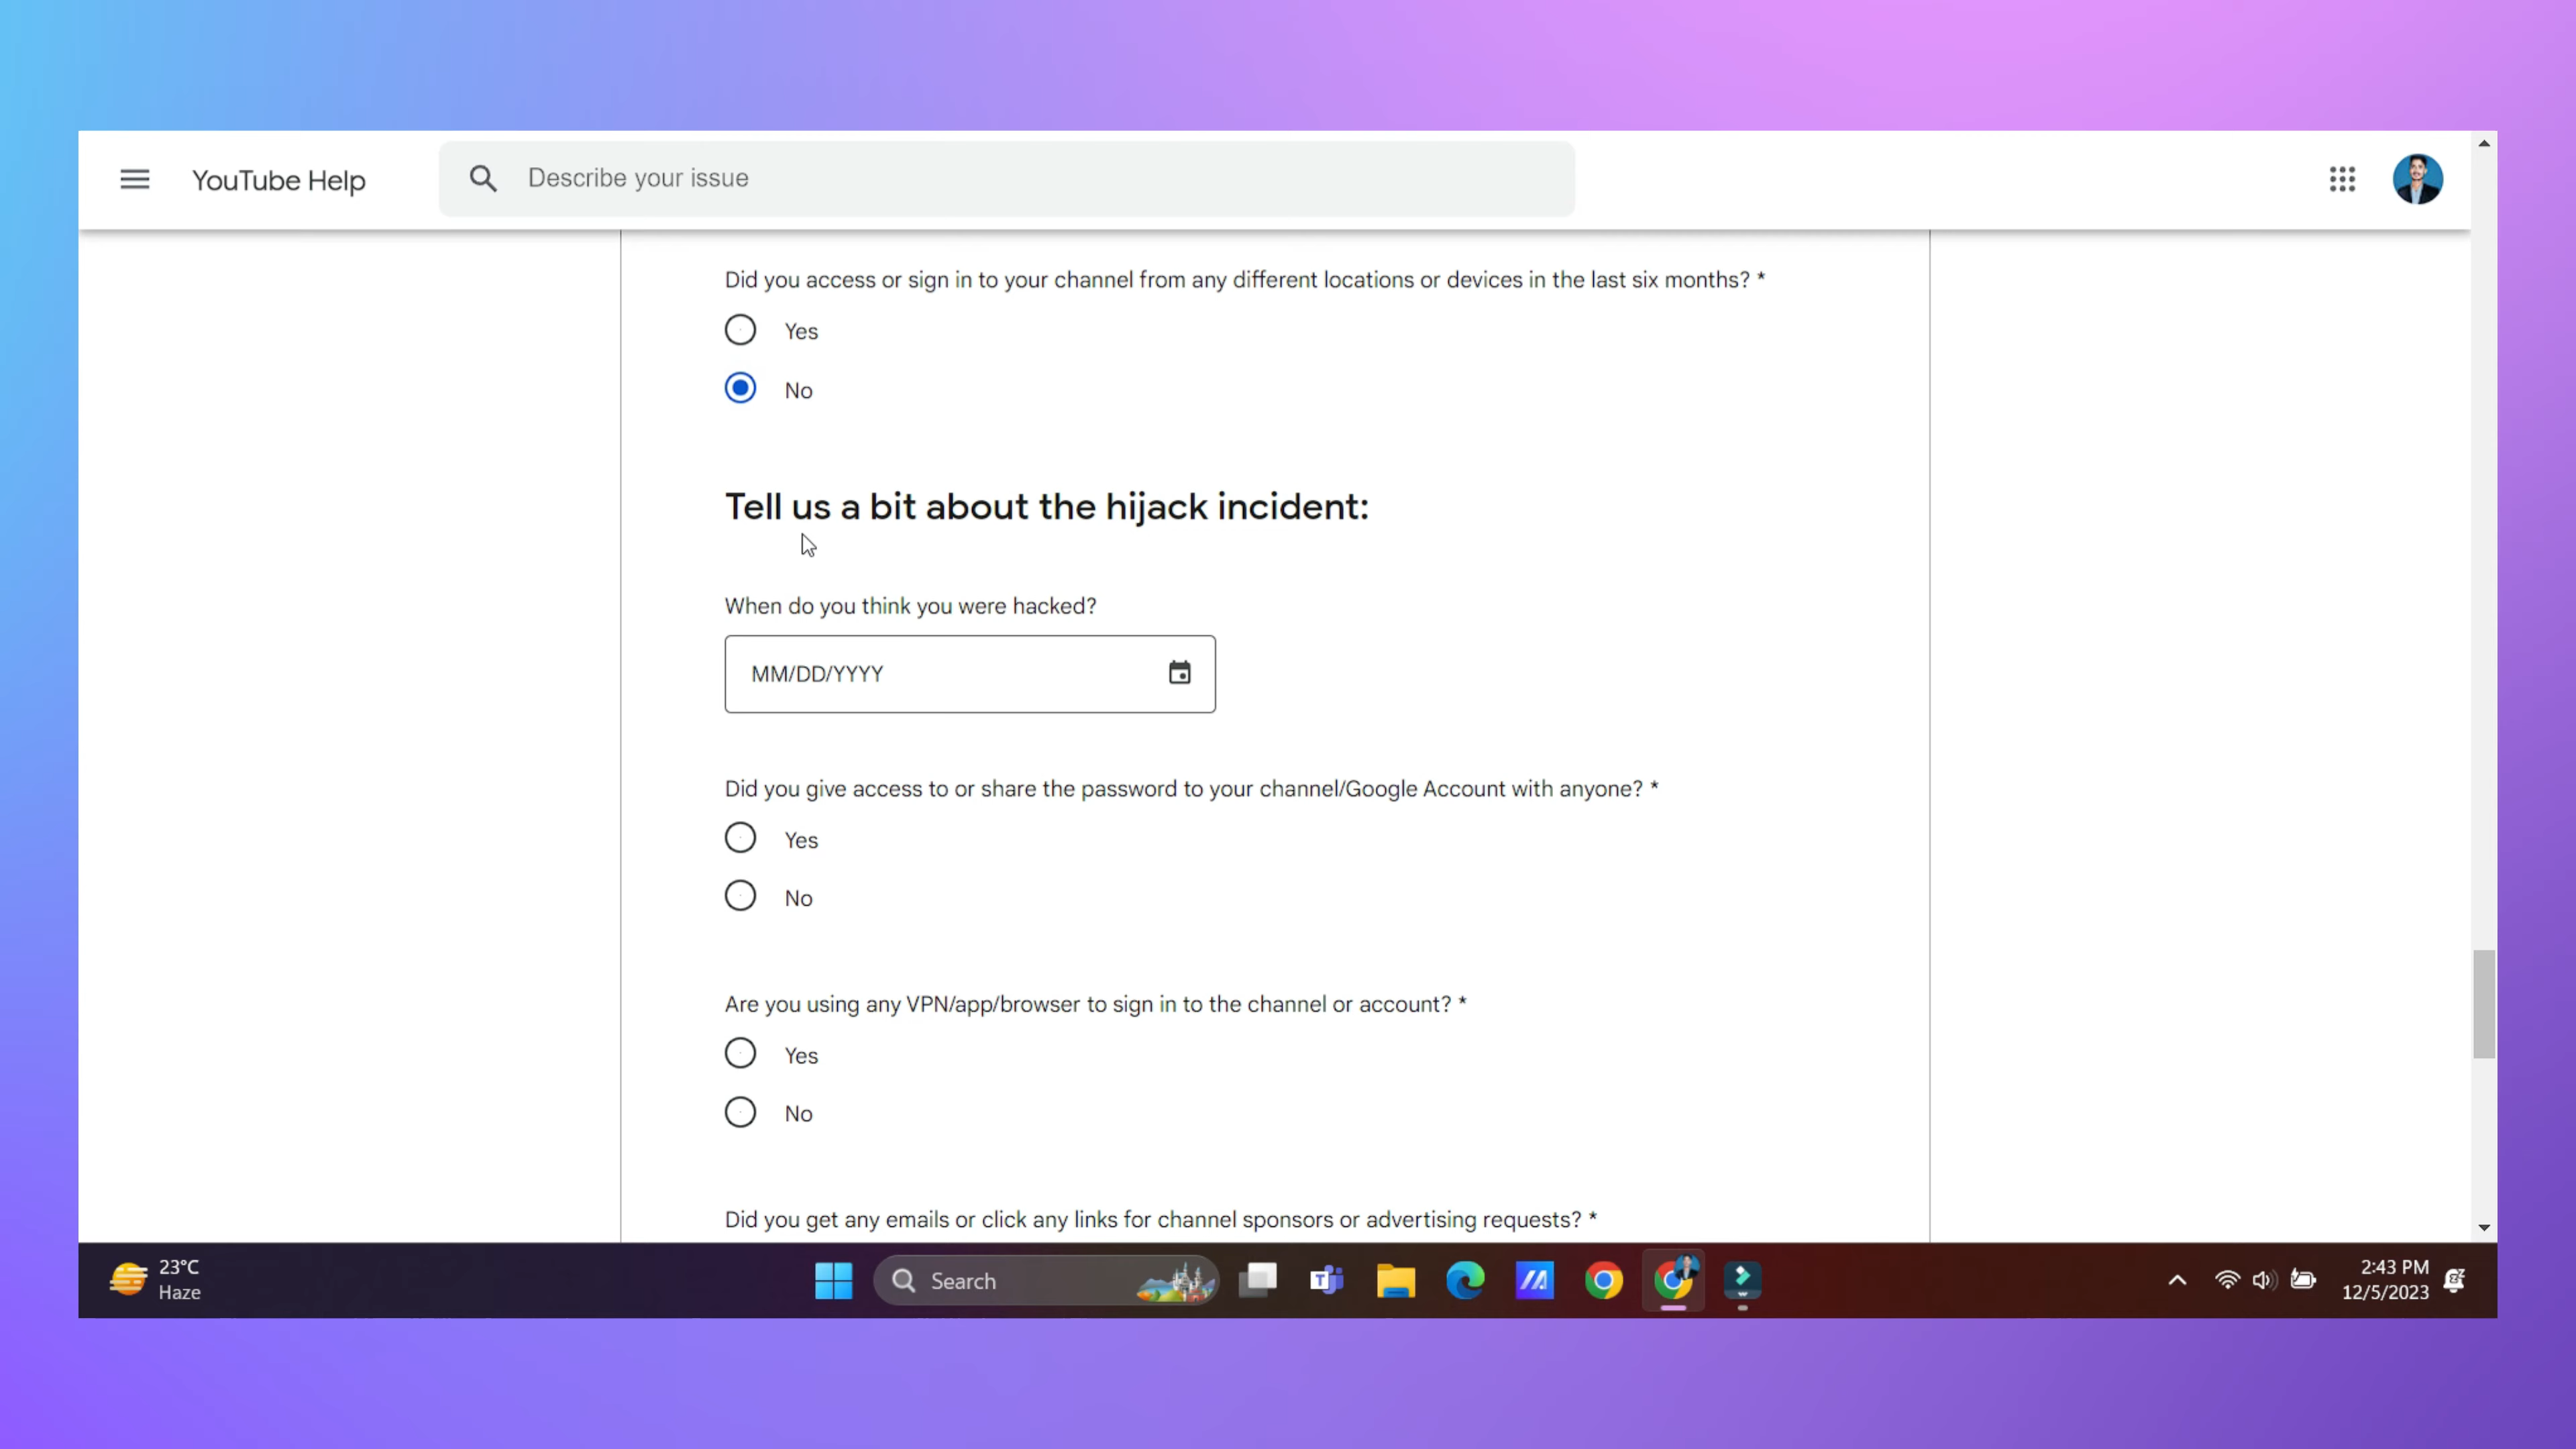 YouTube Help
Describe your issue
Did you access or sign in to your channel from any different locations or devices in the last six months? *
Yes
No
Tell us a bit about the hijack incident:
When do you think you were hacked?
MM/DD/YYYY
Did you give access to or share the password to your channel/Google Account with anyone? *
Yes
No
Are you using any VPN/app/browser to sign in to the channel or account? *
Yes
No
Did you get any emails or click any links for channel sponsors or advertising requests? *
23°C
Haze
Search
2:43 PM
12/5/2023